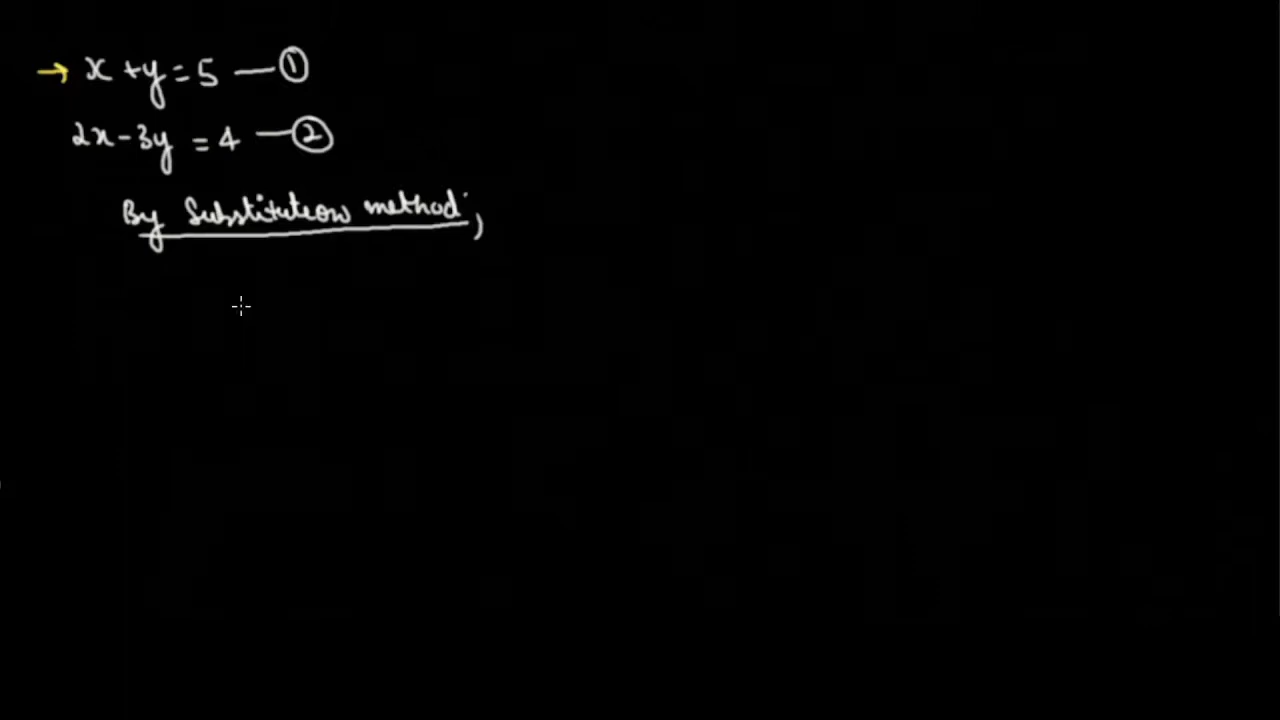 → x + y = 5 — ①
2x - 3y = 4 — ②
By Substitution method,